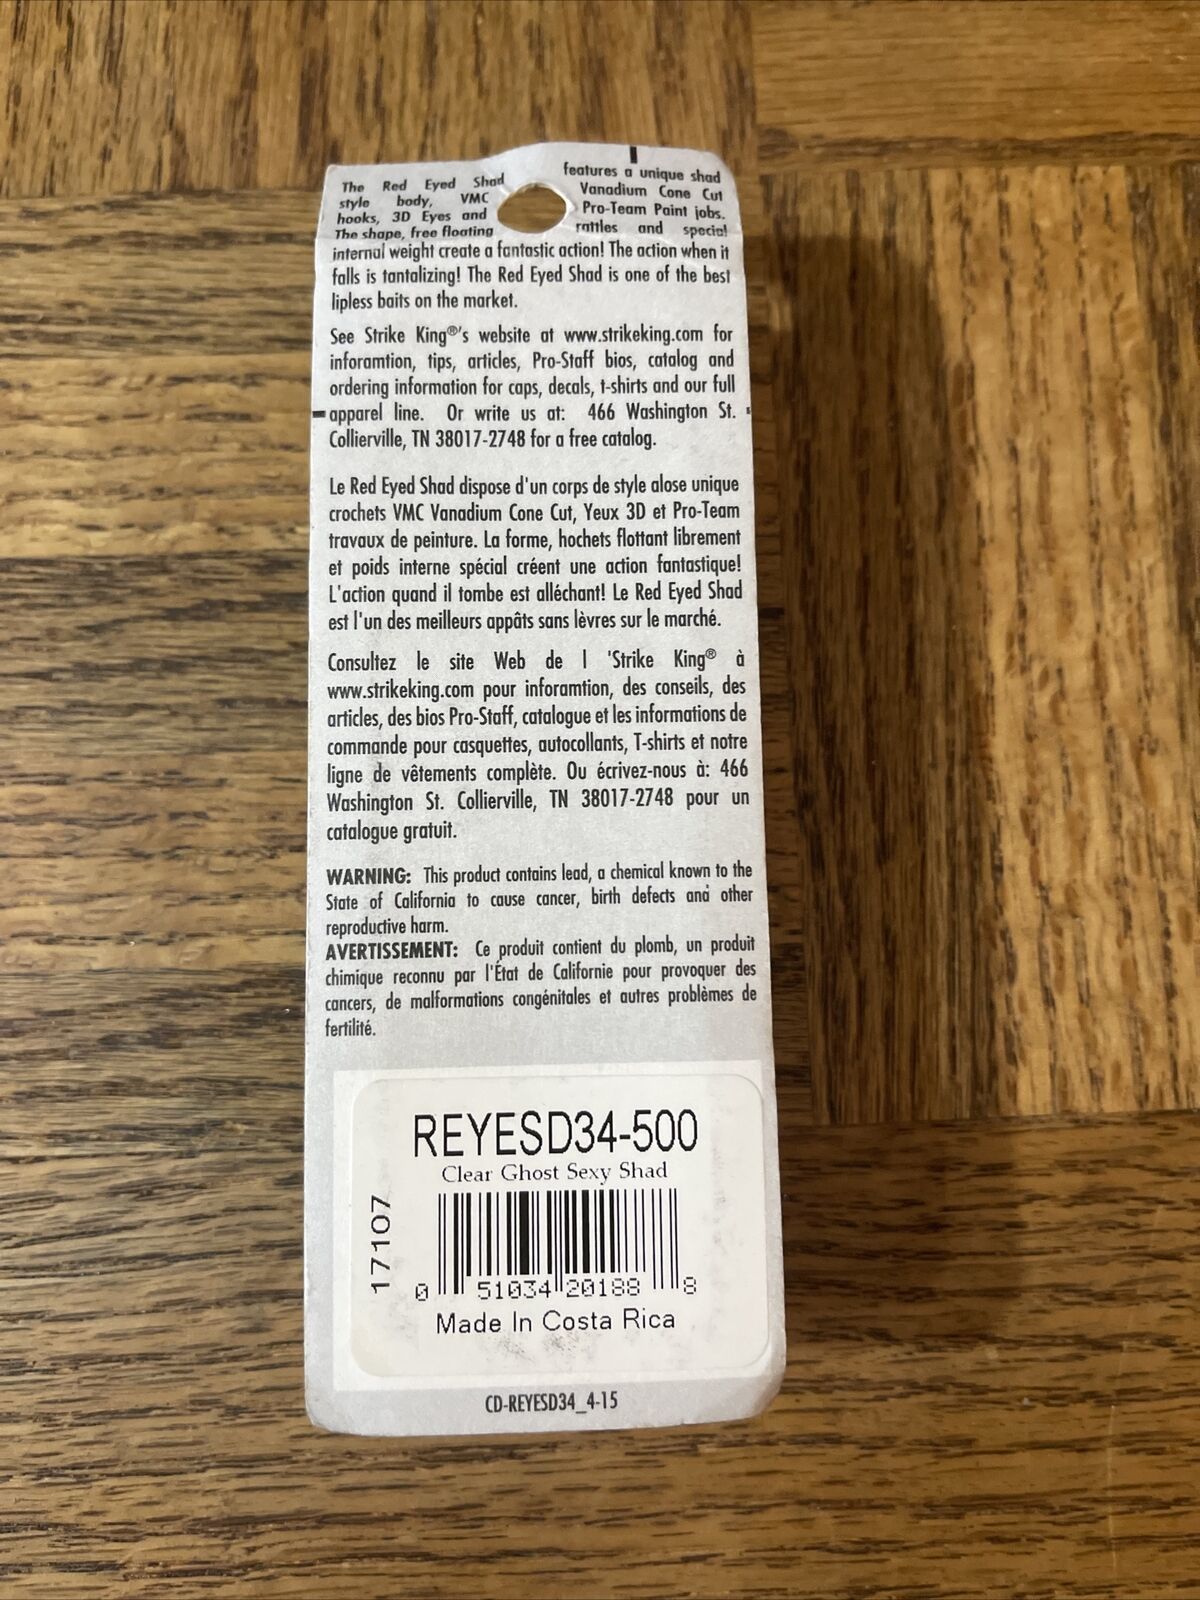 The Red Eyed Shad features a unique shad
style body, VMC Vanadium Cone Cut
hooks, 3D Eyes and Pro-Team Paint jobs.
The shape, free floating rattles and special
internal weight create a fantastic action! The action when it
falls is tantalizing! The Red Eyed Shad is one of the best
lipless baits on the market.
See Strike King®'s website at www.strikeking.com for
inforamtion, tips, articles, Pro-Staff bios, catalog and
ordering information for caps, decals, t-shirts and our full
apparel line. Or write us at: 466 Washington St.
Collierville, TN 38017-2748 for a free catalog.
Le Red Eyed Shad dispose d'un corps de style alose unique
crochets VMC Vanadium Cone Cut, Yeux 3D et Pro-Team
travaux de peinture. La forme, hochets flottant librement
et poids interne spécial créent une action fantastique!
L'action quand il tombe est alléchant! Le Red Eyed Shad
est l'un des meilleurs appâts sans lèvres sur le marché.
Consultez le site Web de l 'Strike King® à
www.strikeking.com pour inforamtion, des conseils, des
articles, des bios Pro-Staff, catalogue et les informations de
commande pour casquettes, autocollants, T-shirts et notre
ligne de vêtements complète. Ou écrivez-nous à: 466
Washington St. Collierville, TN 38017-2748 pour un
catalogue gratuit.
WARNING: This product contains lead, a chemical known to the
State of California to cause cancer, birth defects and other
reproductive harm.
AVERTISSEMENT: Ce produit contient du plomb, un produit
chimique reconnu par l'État de Californie pour provoquer des
cancers, de malformations congénitales et autres problèmes de
fertilité.
REYESD34-500
Clear Ghost Sexy Shad
17107
0 51034 20188 8
Made In Costa Rica
CD-REYESD34_4-15